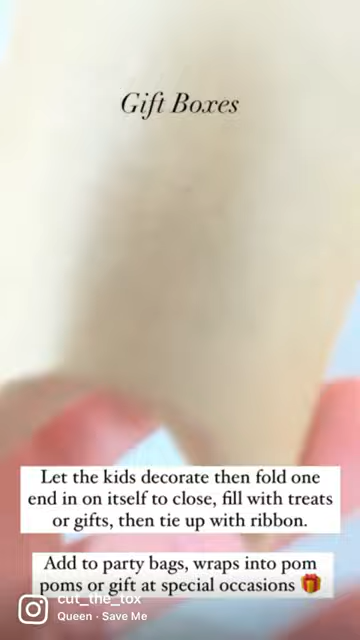 Gift Boxes
Let the kids decorate then fold one
end in on itself to close, fill with treats
or gifts, then tie up with ribbon.
Add to party bags, wraps into pom
poms or gift at special occasions 🎁
cut_the_tox
Queen · Save Me